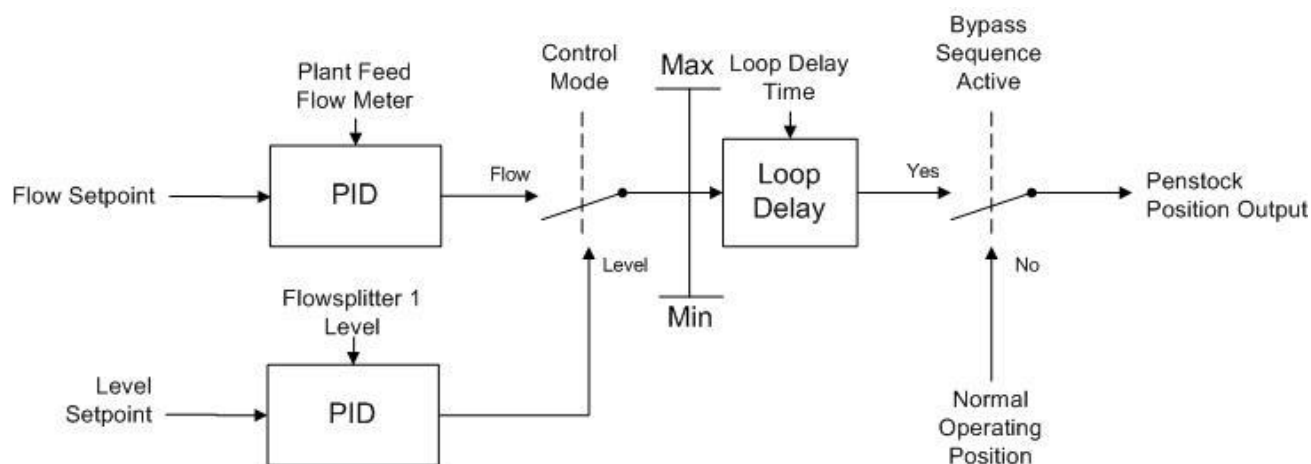 Plant Feed
Flow Meter
Control
Mode
Max
Loop Delay
Time
Bypass
Sequence
Active
Flow Setpoint
PID
Flow
Loop
Delay
Yes
Penstock
Position Output
Level
No
Min
Flowsplitter 1
Level
Level
Setpoint
PID
Normal
Operating
Position